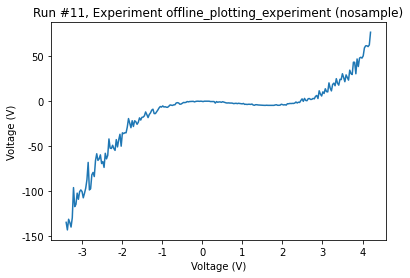 Run #11, Experiment offline_plotting_experiment (nosample)
Voltage (V)
50
0
-50
-100
-150
-3 -2 -1 0 1 2 3 4
Voltage (V)